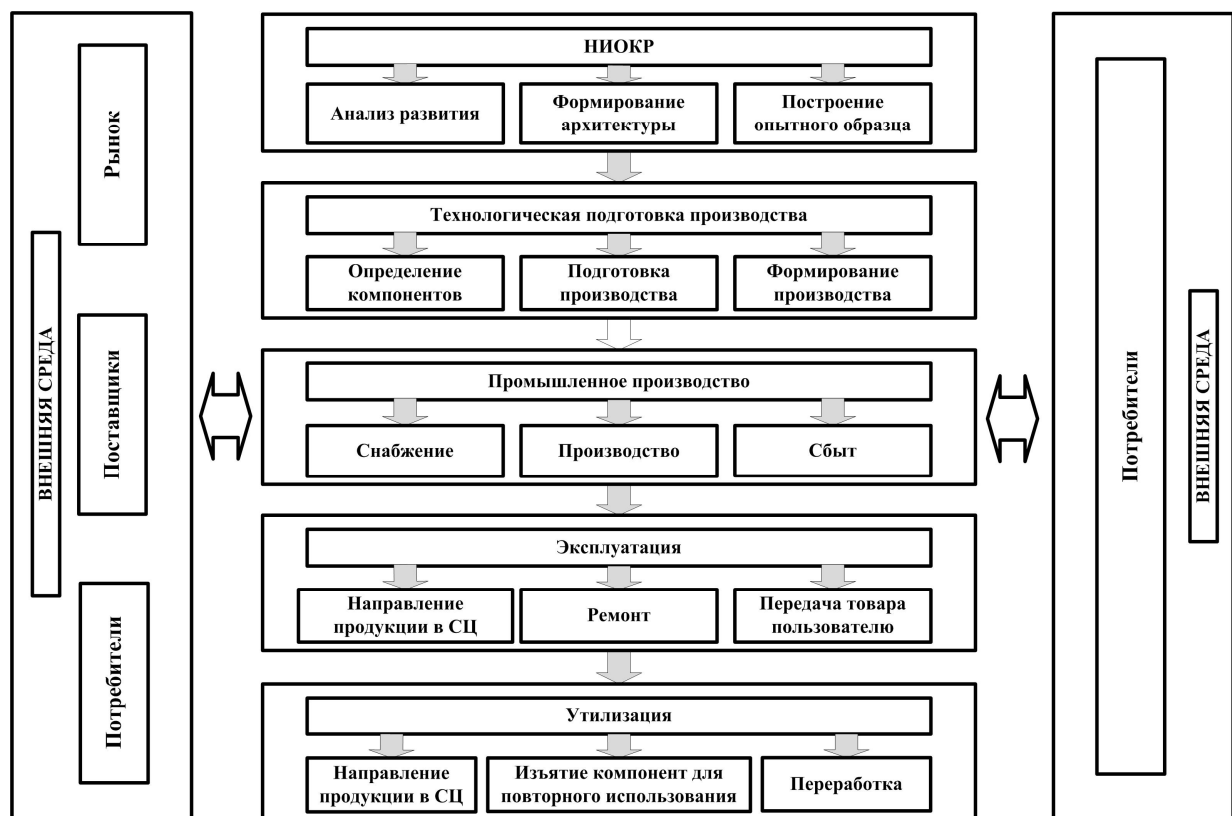 ВНЕШНЯЯ СРЕДА
Рынок
Поставщики
Потребители
НИОКР
Анализ развития
Формирование
архитектуры
Построение
опытного образца
Технологическая подготовка производства
Определение
компонентов
Подготовка
производства
Формирование
производства
Промышленное производство
Снабжение
Производство
Сбыт
Эксплуатация
Направление
продукции в СЦ
Ремонт
Передача товара
пользователю
Утилизация
Направление
продукции в СЦ
Изъятие компонент для
повторного использования
Переработка
Потребители
ВНЕШНЯЯ СРЕДА